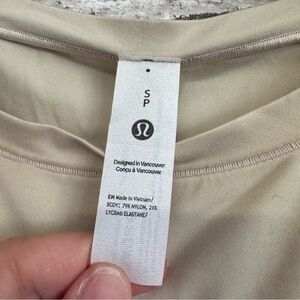 S
P
Designed in Vancouver
Conçu à Vancouver
EN Made in Vietnam/
BODY: 79% NYLON, 21%
LYCRA® ELASTANE/